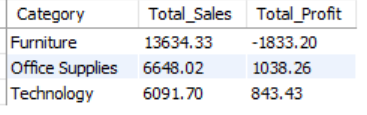 Category Total_Sales Total_Profit
Furniture 13634.33 -1833.20
Office Supplies 6648.02 1038.26
Technology 6091.70 843.43